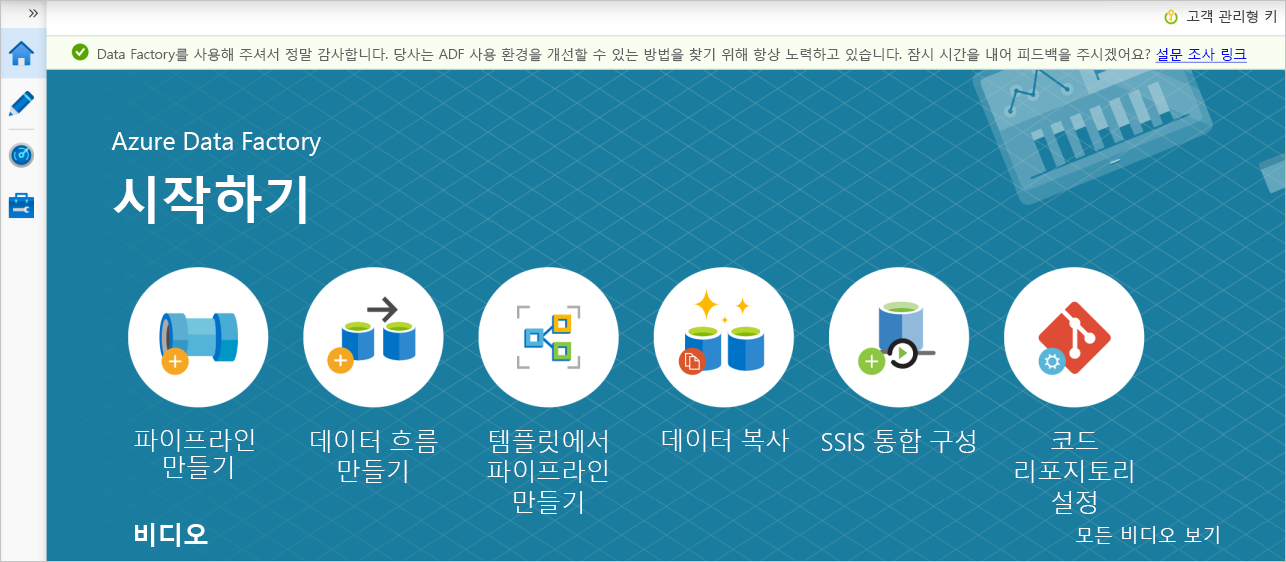 고객 관리형 키
Data Factory를 사용해 주셔서 정말 감사합니다. 당사는 ADF 사용 환경을 개선할 수 있는 방법을 찾기 위해 항상 노력하고 있습니다. 잠시 시간을 내어 피드백을 주시겠어요? 설문 조사 링크
Azure Data Factory
시작하기
파이프라인
만들기
데이터 흐름
만들기
템플릿에서
파이프라인
만들기
데이터 복사
SSIS 통합 구성
코드
리포지토리
설정
비디오
모든 비디오 보기